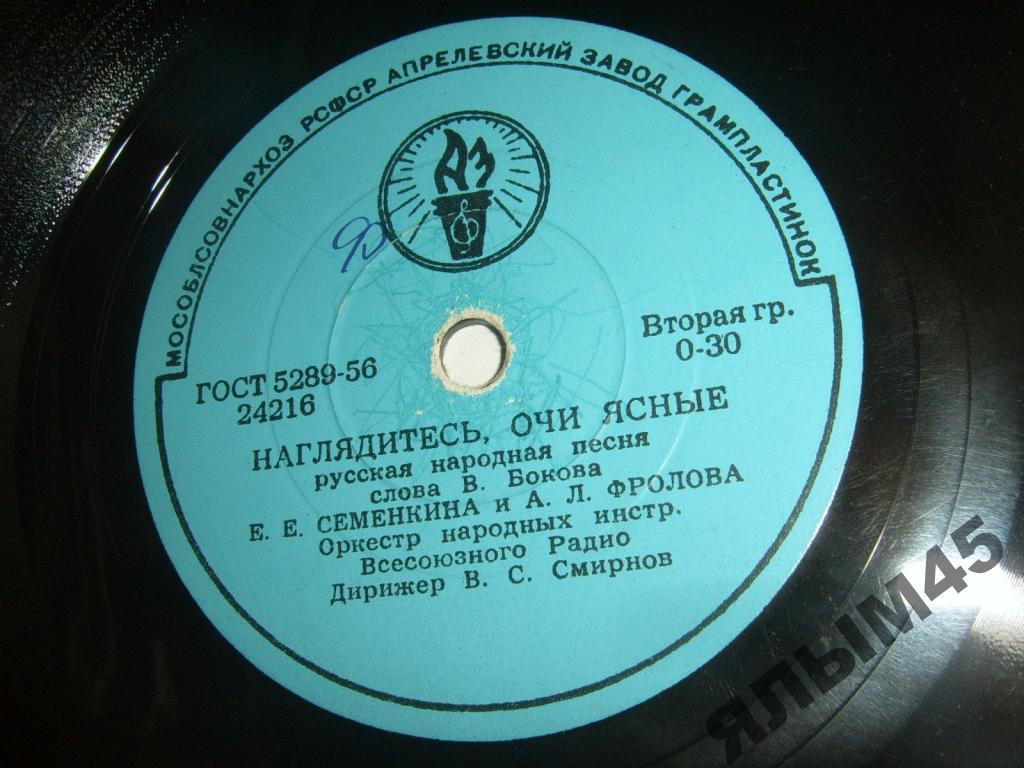 МОСОБЛСОВНАРХОЗ РСФСР АПРЕЛЕВСКИЙ ЗАВОД ГРАМПЛАСТИНОК
АЗ
ГОСТ 5289-56
24216
Вторая гр.
0-30
НАГЛЯДИТЕСЬ, ОЧИ ЯСНЫЕ
русская народная песня
слова В. Бокова
Е. Е. СЕМЕНКИНА и А. Л. ФРОЛОВА
Оркестр народных инстр.
Всесоюзного Радио
Дирижер В. С. Смирнов
ЯЛЫМ45